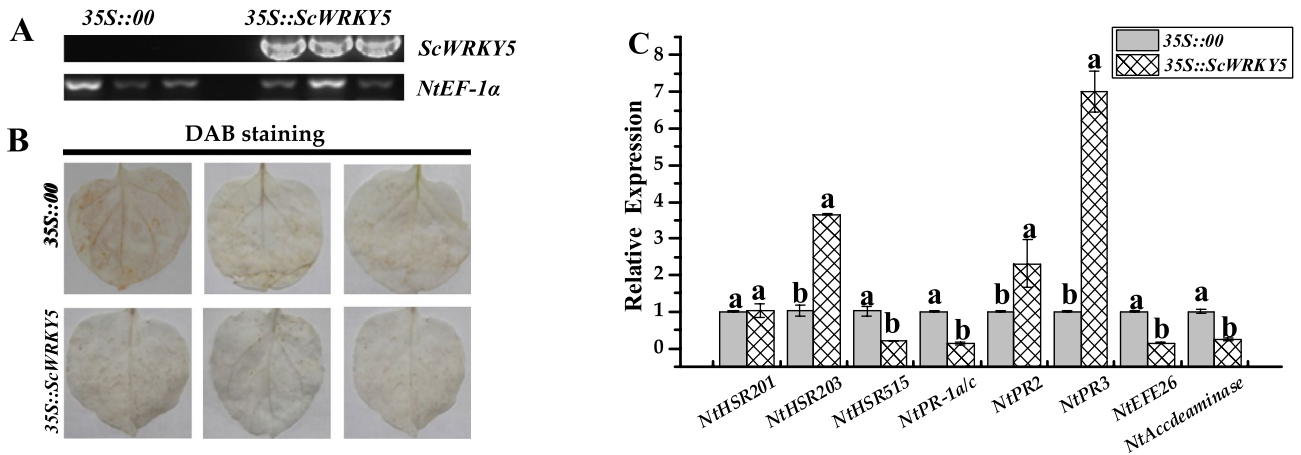 A
35S::00 35S::ScWRKY5
ScWRKY5
NtEF-1α
B
DAB staining
35S::00
35S::ScWRKY5
C
35S::00
35S::ScWRKY5
Relative Expression
8
7
6
5
4
3
2
1
0
a a b a a b a b b a b a a b a b
NtHSR201 NtHSR203 NtHSR515 NtPR-1a/c NtPR2 NtPR3 NtEFE26 NtAccdeaminase